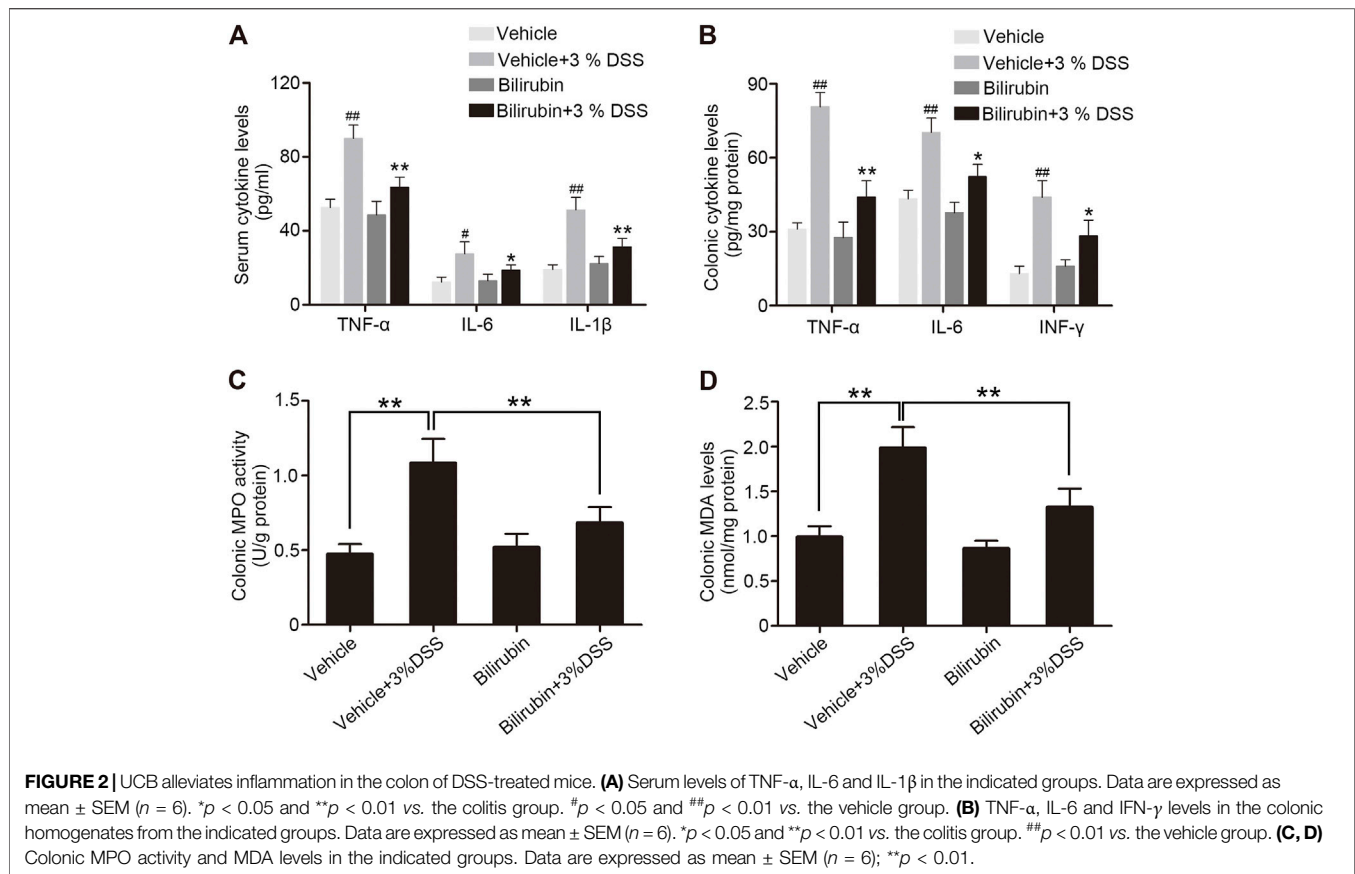 A
Vehicle
Vehicle+3 % DSS
Bilirubin
Bilirubin+3 % DSS
Serum cytokine levels
(pg/ml)
120
80
40
0
##
**
#
*
##
**
TNF-α IL-6 IL-1β
B
Vehicle
Vehicle+3 % DSS
Bilirubin
Bilirubin+3 % DSS
Colonic cytokine levels
(pg/mg protein)
90
60
30
0
##
**
##
*
##
*
TNF-α IL-6 INF-γ
C
Colonic MPO activity
(U/g protein)
1.5
1.0
0.5
0
** **
Vehicle
Vehicle+3%DSS
Bilirubin
Bilirubin+3%DSS
D
Colonic MDA levels
(nmol/mg protein)
2.5
2.0
1.5
1.0
0.5
0
** **
Vehicle
Vehicle+3%DSS
Bilirubin
Bilirubin+3%DSS
FIGURE 2 | UCB alleviates inflammation in the colon of DSS-treated mice. (A) Serum levels of TNF-α, IL-6 and IL-1β in the indicated groups. Data are expressed as
mean ± SEM (n = 6). *p < 0.05 and **p < 0.01 vs. the colitis group. #p < 0.05 and ##p < 0.01 vs. the vehicle group. (B) TNF-α, IL-6 and IFN-γ levels in the colonic
homogenates from the indicated groups. Data are expressed as mean ± SEM (n = 6). *p < 0.05 and **p < 0.01 vs. the colitis group. ##p < 0.01 vs. the vehicle group. (C, D)
Colonic MPO activity and MDA levels in the indicated groups. Data are expressed as mean ± SEM (n = 6); **p < 0.01.